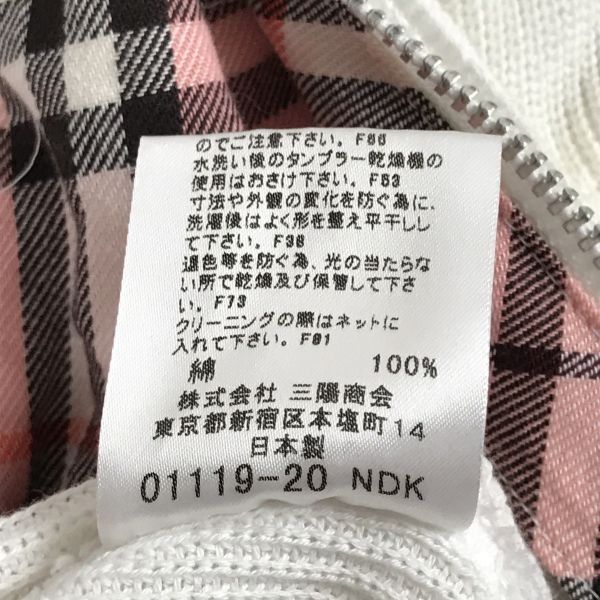 のでご注意下さい。F66
水洗い後のタンブラー乾燥機の
使用はおさけ下さい。F53
寸法や外観の変化を防ぐ為に、
洗濯後はよく形を整え平干しし
て下さい。F36
退色等を防ぐ為、光の当たらな
い所で乾燥及び保管して下さ
い。F73
クリーニングの際はネットに
入れて下さい。F81
綿 100%
株式会社 三陽商会
東京都新宿区本塩町14
日本製
01119-20 NDK